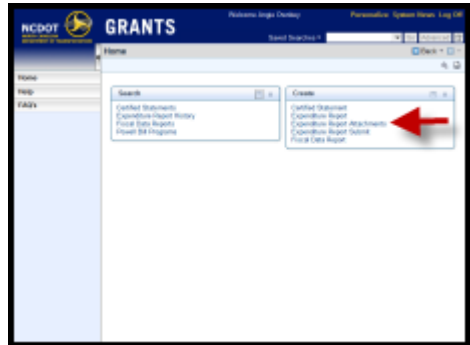 NCDOT
GRANTS
Welcome Angie
Personalize System News Log Off
Saved Searches
Advanced
Home
Back
Home
Help
FAQ's
Search
Certified Statements
Expenditure Report History
Fiscal Data Reports
Powell Bill Programs
Create
Certified Statement
Expenditure Report
Expenditure Report Attachments
Expenditure Report Submit
Fiscal Data Report